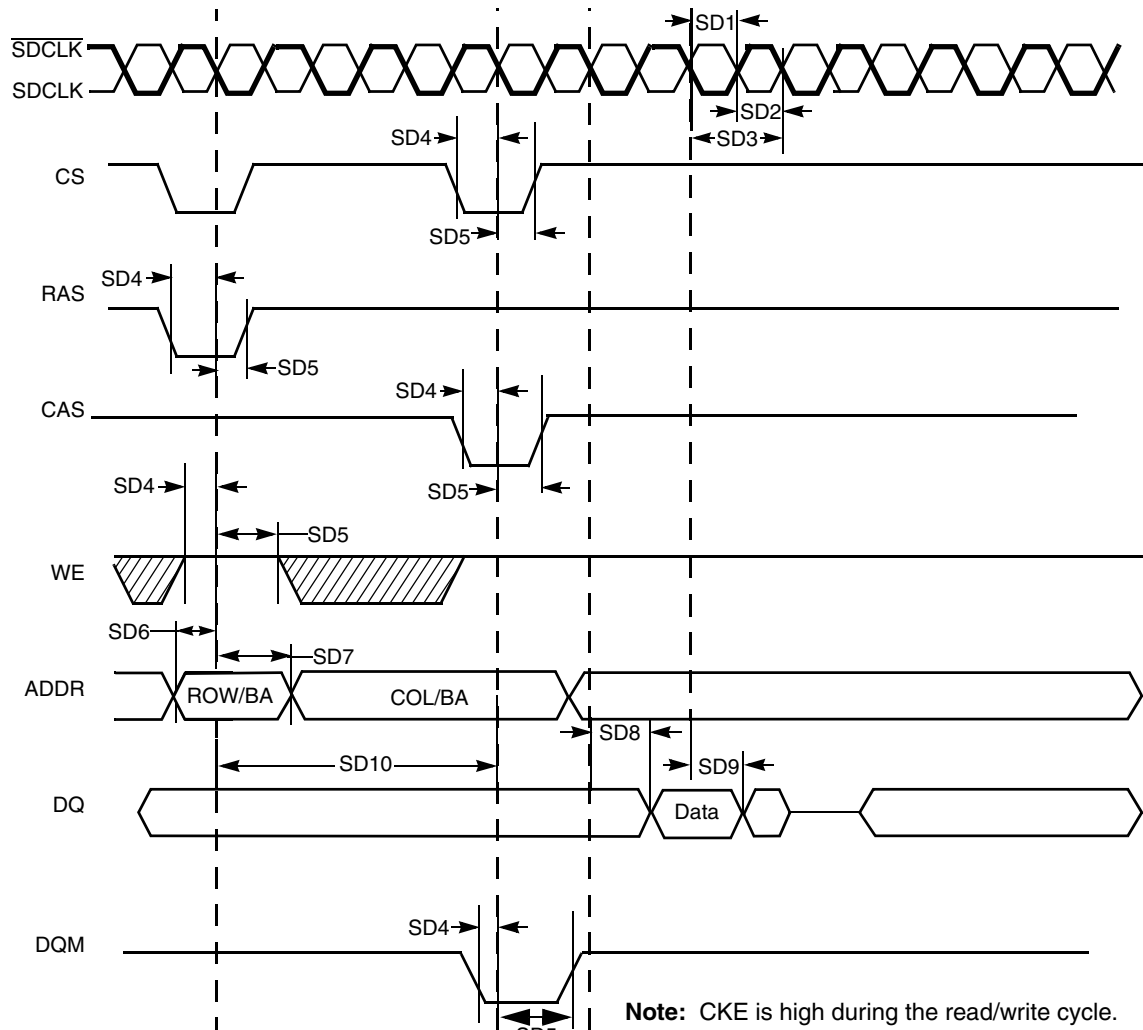 SD1
SDCLK
SDCLK
SD2
SD4
SD3
CS
SD5
SD4
RAS
SD5
SD4
CAS
SD4
SD5
SD5
WE
SD6
SD7
ADDR
ROW/BA
COL/BA
SD8
SD10
SD9
DQ
Data
SD4
DQM
Note: CKE is high during the read/write cycle.